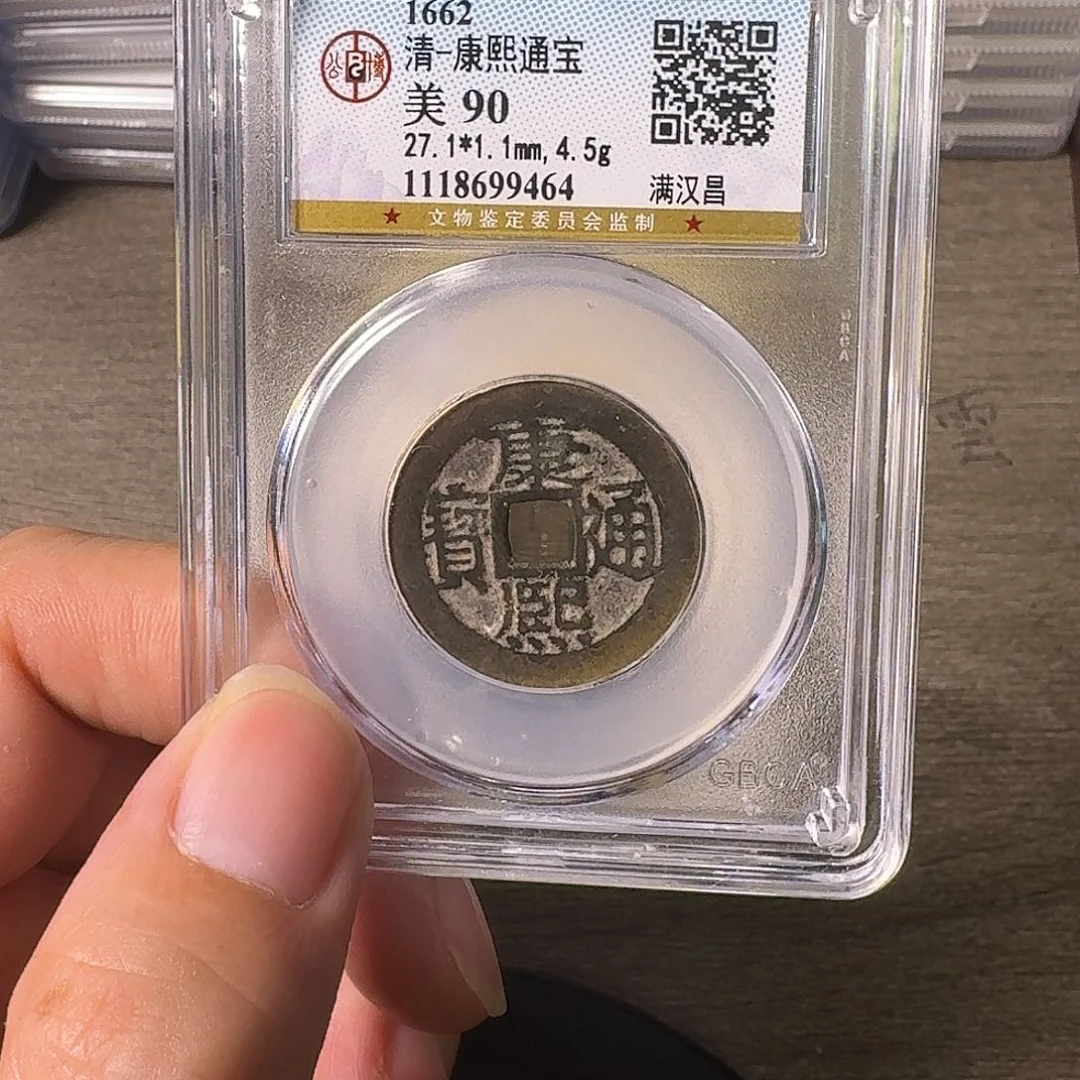 1662
清-康熙通宝
美 90
27.1*1.1mm, 4.5g
1118699464 满汉昌
★ 文物鉴定委员会监制 ★
康熙通寳
GBCA